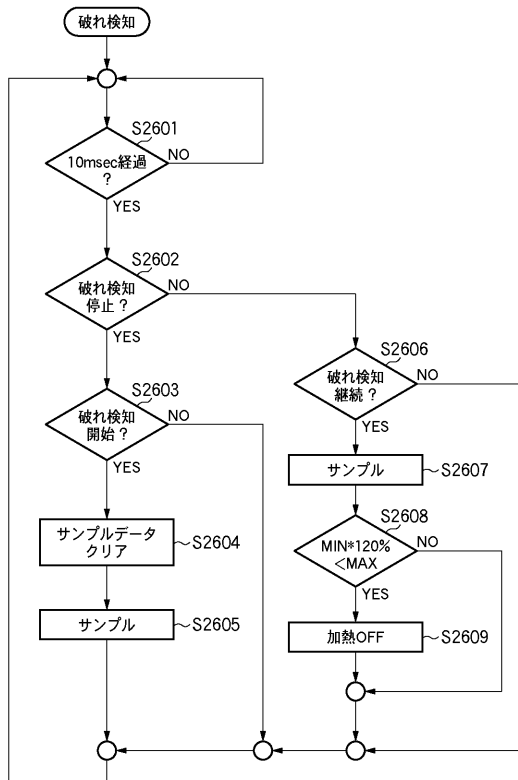 破れ検知
S2601
10msec経過
?
NO
YES
S2602
破れ検知
停止?
NO
YES
S2603
破れ検知
開始?
NO
YES
サンプルデータ
クリア
S2604
サンプル
S2605
S2606
破れ検知
継続?
NO
YES
サンプル
S2607
S2608
MIN*120%
<MAX
NO
YES
加熱OFF
S2609